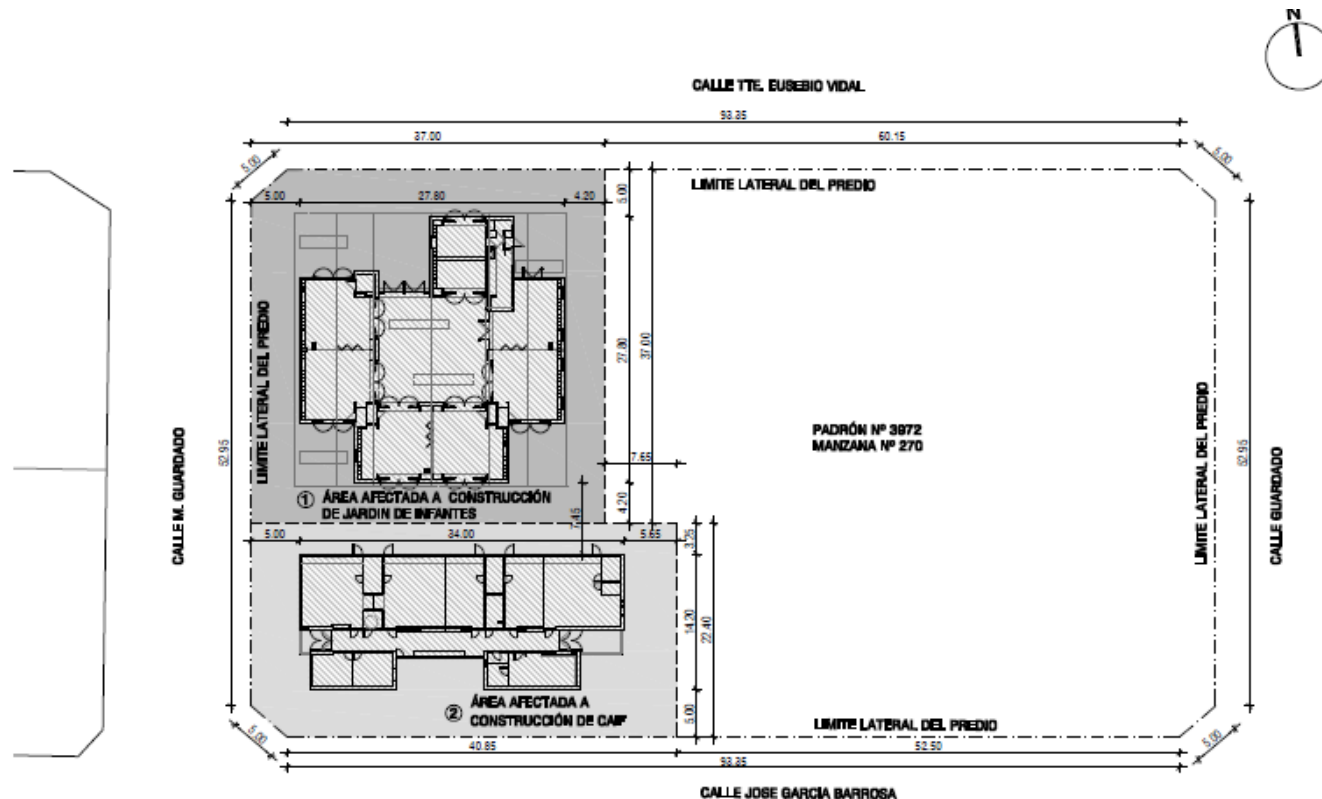 N
CALLE TTE. EUSEBIO VIDAL
93.35
37.00
60.15
5.00
5.00
LIMITE LATERAL DEL PREDIO
5.00
27.80
4.20
5.00
27.80
37.00
LIMITE LATERAL DEL PREDIO
52.95
CALLE M. GUARDADO
PADRÓN Nº 3972
MANZANA Nº 270
LIMITE LATERAL DEL PREDIO
52.95
CALLE GUARDADO
7.65
4.20
① ÁREA AFECTADA A CONSTRUCCIÓN
DE JARDIN DE INFANTES
7.45
5.00
34.00
5.65
3.25
14.20
22.40
5.00
② ÁREA AFECTADA A
CONSTRUCCIÓN DE CAIF
LIMITE LATERAL DEL PREDIO
5.00
5.00
40.85
52.50
93.35
CALLE JOSE GARCÍA BARROSA